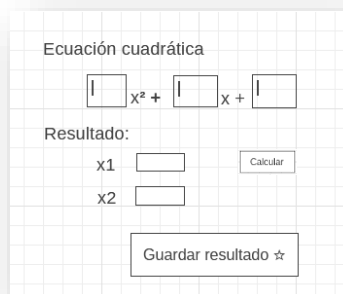 Ecuación cuadrática
x² + x +
Resultado:
x1 Calcular
x2
Guardar resultado ☆